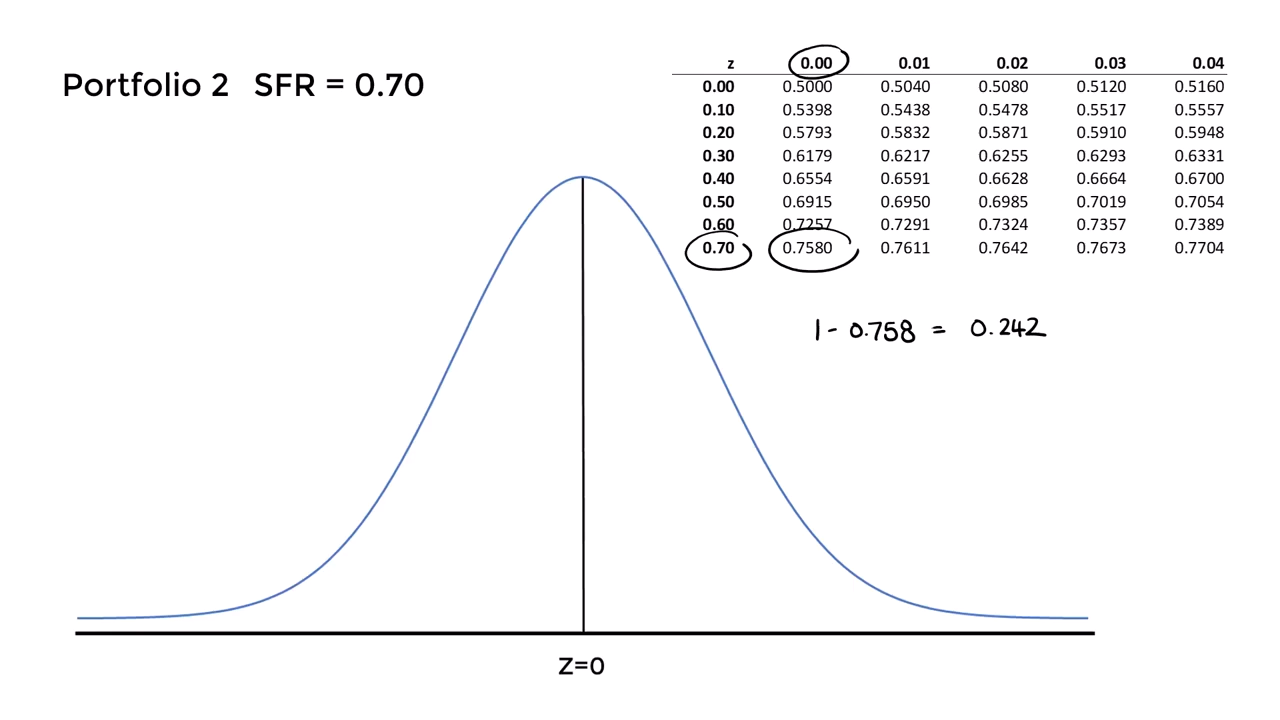 Portfolio 2 SFR = 0.70
z 0.00 0.01 0.02 0.03 0.04
0.00 0.5000 0.5040 0.5080 0.5120 0.5160
0.10 0.5398 0.5438 0.5478 0.5517 0.5557
0.20 0.5793 0.5832 0.5871 0.5910 0.5948
0.30 0.6179 0.6217 0.6255 0.6293 0.6331
0.40 0.6554 0.6591 0.6628 0.6664 0.6700
0.50 0.6915 0.6950 0.6985 0.7019 0.7054
0.60 0.7257 0.7291 0.7324 0.7357 0.7389
0.70 0.7580 0.7611 0.7642 0.7673 0.7704
1 - 0.758 = 0.242
Z=0